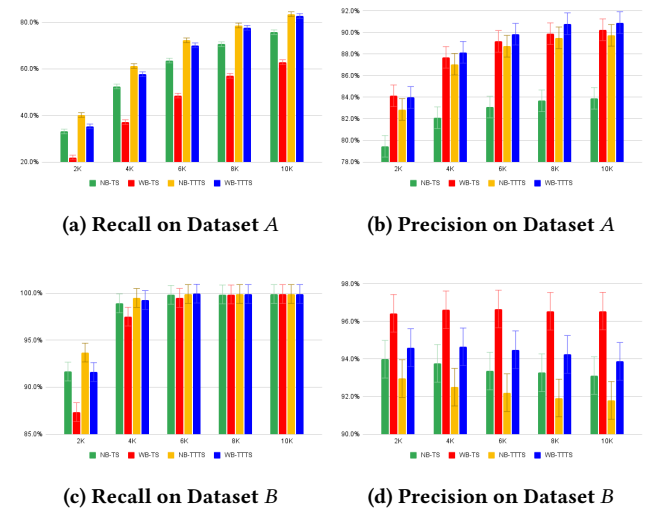 80.0%
60.0%
40.0%
20.0%
2K 4K 6K 8K 10K
NB-TS WB-TS NB-TTTS WB-TTTS
(a) Recall on Dataset A
92.0%
90.0%
88.0%
86.0%
84.0%
82.0%
80.0%
78.0%
2K 4K 6K 8K 10K
NB-TS WB-TS NB-TTTS WB-TTTS
(b) Precision on Dataset A
100.0%
95.0%
90.0%
85.0%
2K 4K 6K 8K 10K
NB-TS WB-TS NB-TTTS WB-TTTS
(c) Recall on Dataset B
98.0%
96.0%
94.0%
92.0%
90.0%
2K 4K 6K 8K 10K
NB-TS WB-TS NB-TTTS WB-TTTS
(d) Precision on Dataset B